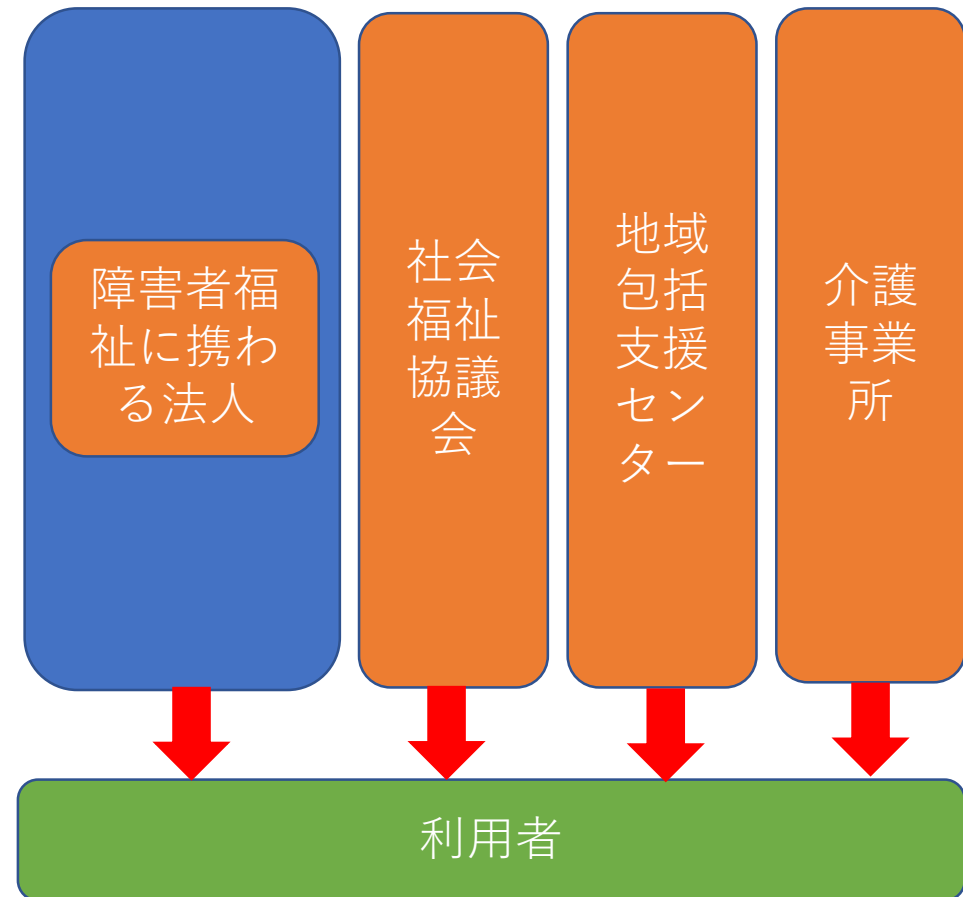 障害者福
祉に携わ
る法人
社会
福祉
協議
会
地域
包括
支援
セン
ター
介護
事業
所
利用者